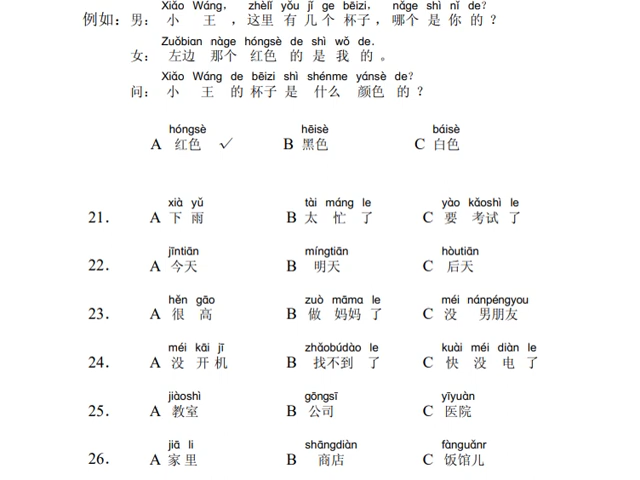 Xiǎo Wáng, zhèlǐ yǒu jǐ ge bēizi, nǎge shì nǐ de?
例如：男： 小 王 ，这里 有 几 个 杯子 ，哪个 是 你 的 ？
Zuǒbian nàge hóngsè de shì wǒ de.
女： 左边 那个 红色 的 是 我 的 。
Xiǎo Wáng de bēizi shì shénme yánsè de?
问： 小 王 的 杯子 是 什么 颜色 的 ？
hóngsè hēisè báisè
A 红色 ✓ B 黑色 C 白色
xià yǔ tài máng le yào kǎoshì le
21. A 下 雨 B 太 忙 了 C 要 考试 了
jīntiān míngtiān hòutiān
22. A 今天 B 明天 C 后天
hěn gāo zuò māma le méi nánpéngyou
23. A 很 高 B 做 妈妈 了 C 没 男朋友
méi kāi jī zhǎobúdào le kuài méi diàn le
24. A 没 开 机 B 找不到 了 C 快 没 电 了
jiàoshì gōngsī yīyuàn
25. A 教室 B 公司 C 医院
jiā li shāngdiàn fànguǎnr
26. A 家 里 B 商店 C 饭馆儿